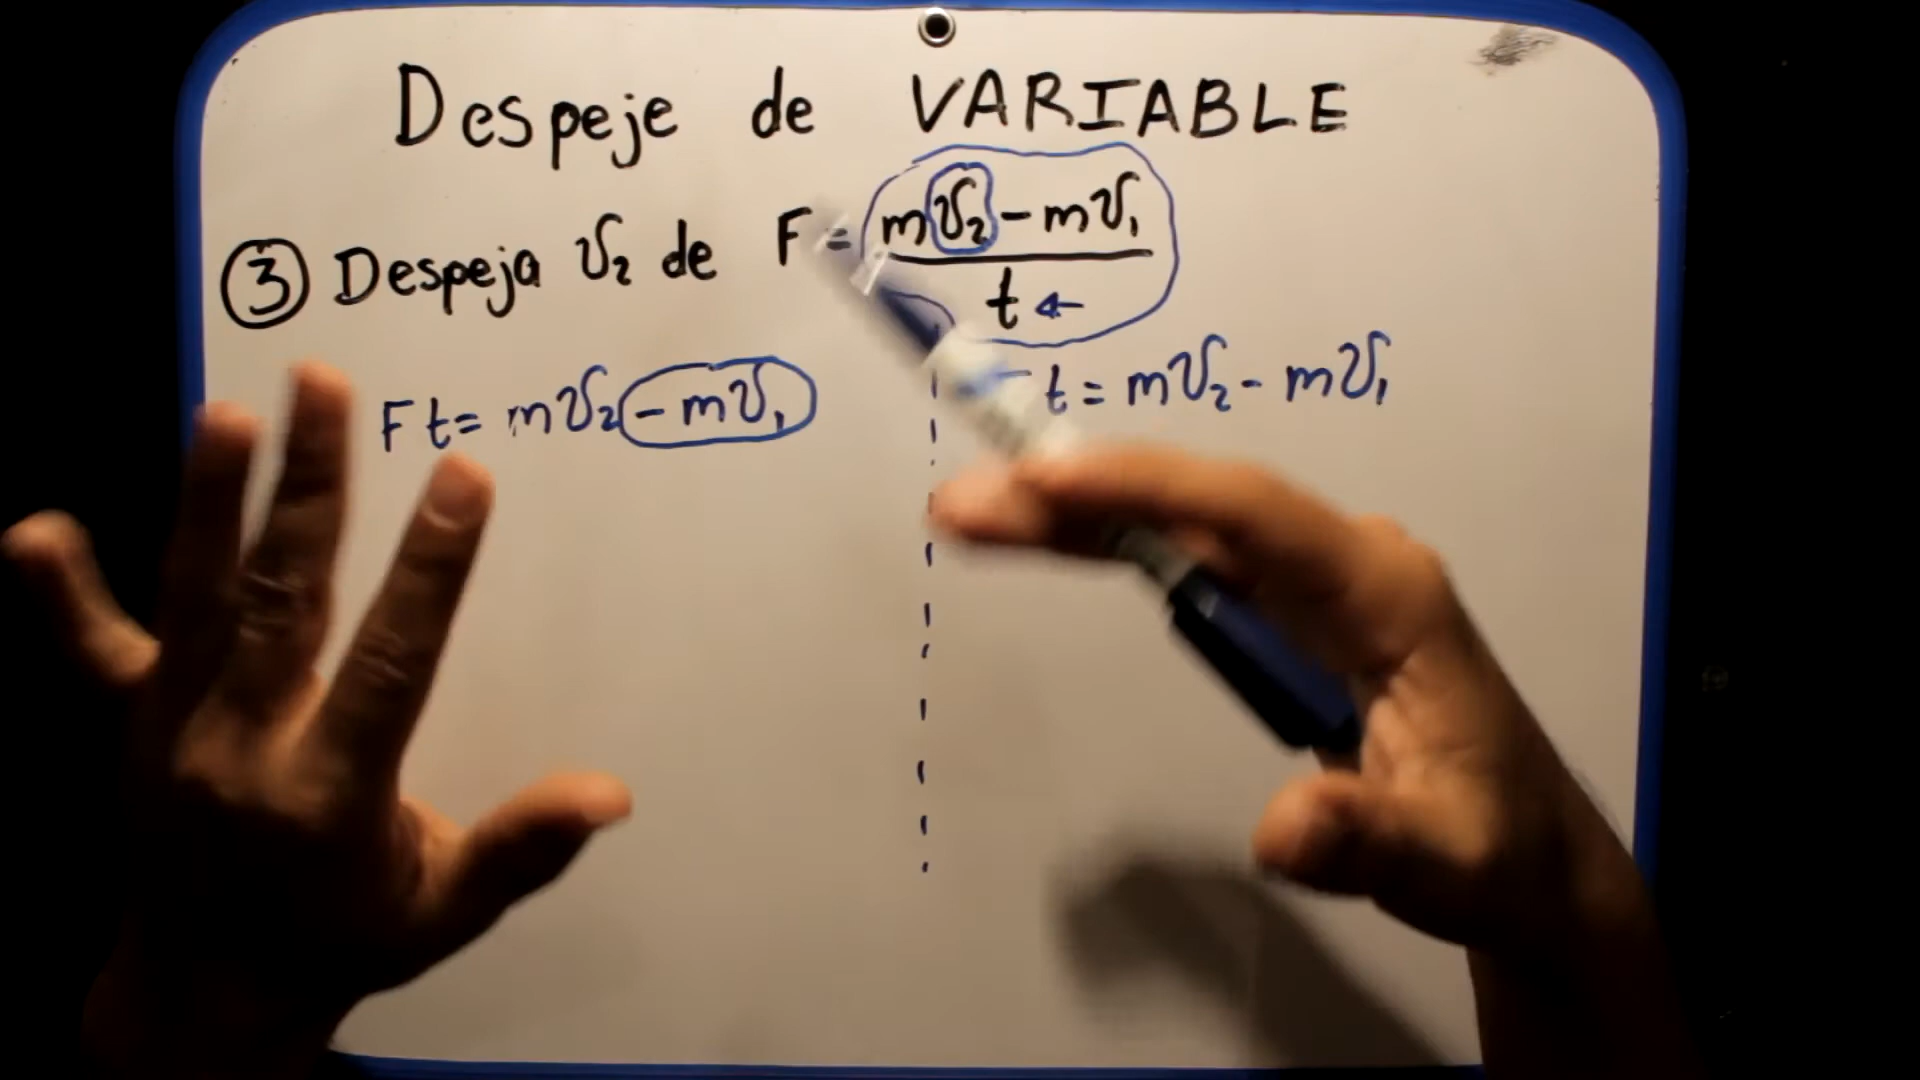 Despeje de VARIABLE
③ Despeja V₂ de F = (mV₂ - mV₁) / t ←
Ft = mV₂ - mV₁
t = mV₂ - mV₁